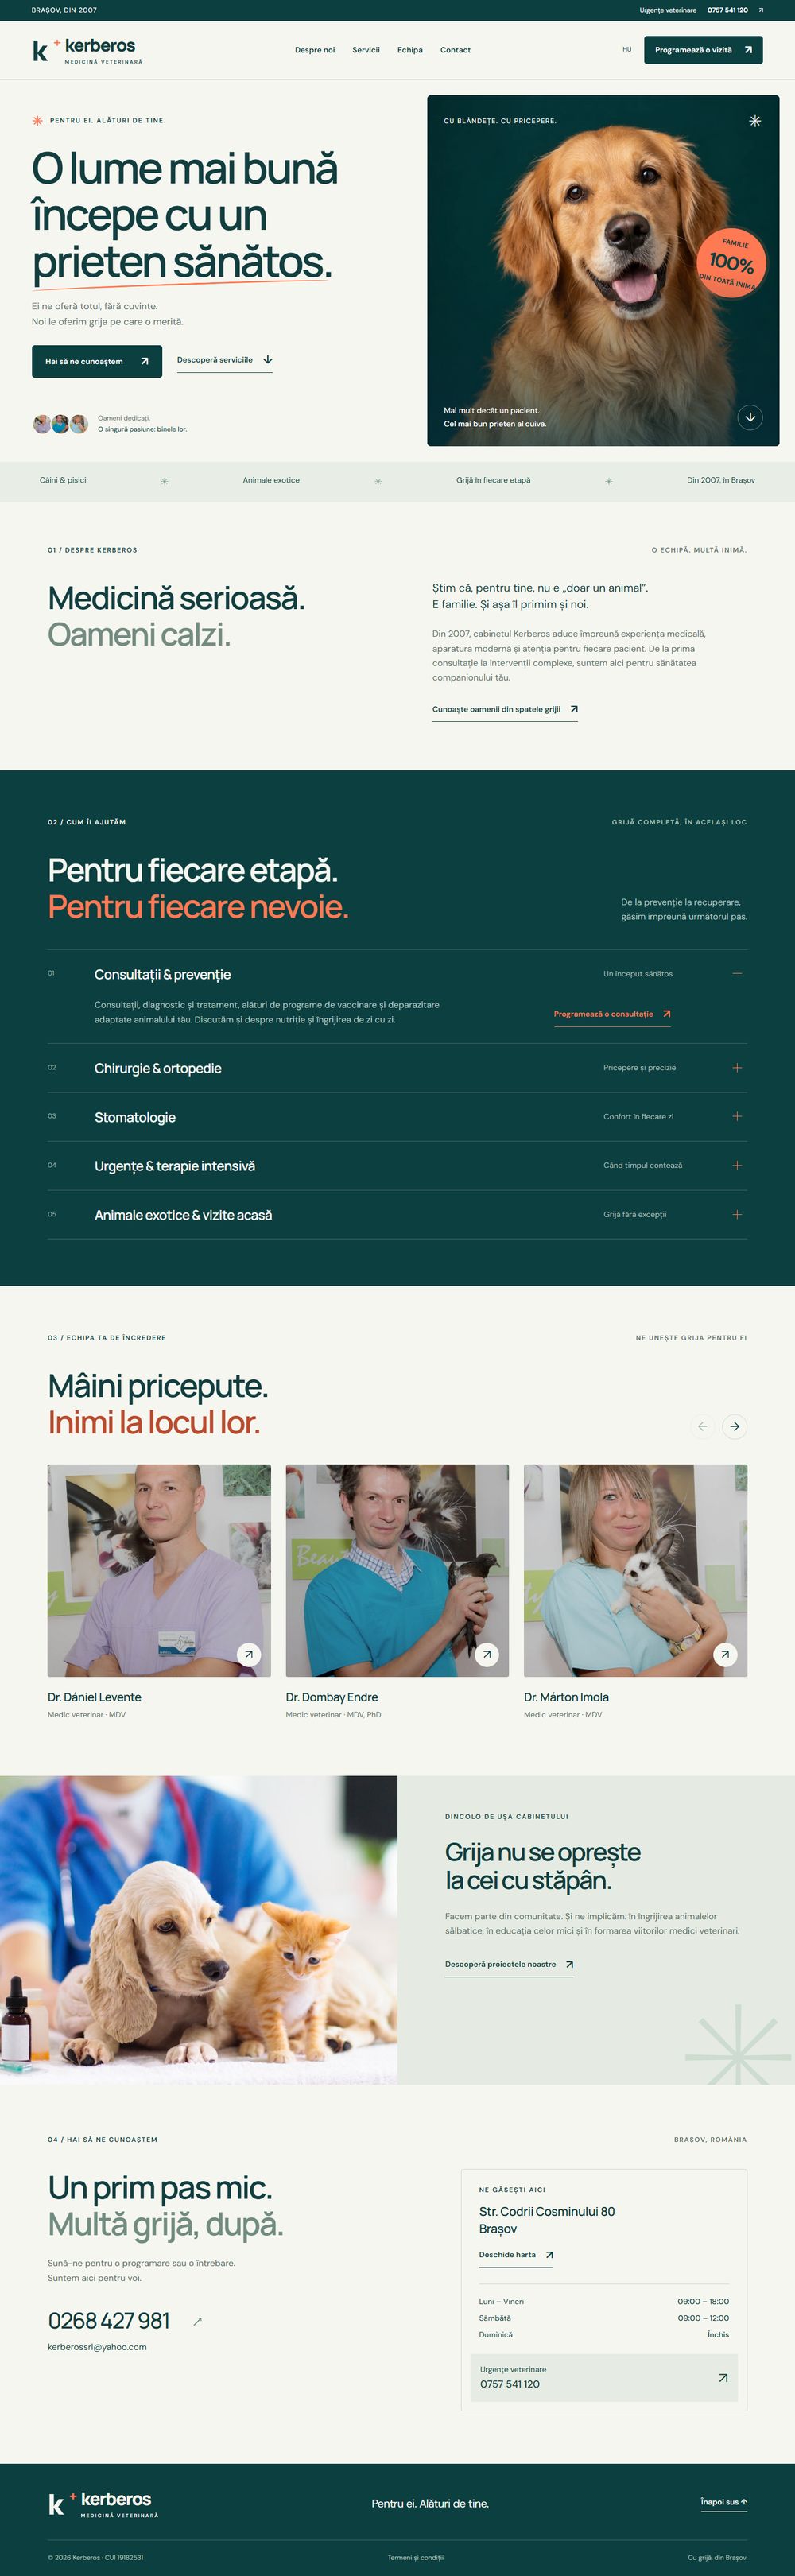 BRAȘOV, DIN 2007
Urgențe veterinare 0757 541 120
k+ kerberos
MEDICINĂ VETERINARĂ
Despre noi Servicii Echipa Contact
HU
Programează o vizită
PENTRU EI. ALĂTURI DE TINE.
O lume mai bună
începe cu un
prieten sănătos.
Ei ne oferă totul, fără cuvinte.
Noi le oferim grija pe care o merită.
Hai să ne cunoaștem
Descoperă serviciile
Oameni dedicați.
O singură pasiune: binele lor.
CU BLÂNDEȚE. CU PRICEPERE.
FAMILIE
100%
DIN TOATĂ INIMA
Mai mult decât un pacient.
Cel mai bun prieten al cuiva.
Câini & pisici
Animale exotice
Grijă în fiecare etapă
Din 2007, în Brașov
01 / DESPRE KERBEROS
O ECHIPĂ. MULTĂ INIMĂ.
Medicină serioasă.
Oameni calzi.
Știm că, pentru tine, nu e „doar un animal”.
E familie. Și așa îl primim și noi.
Din 2007, cabinetul Kerberos aduce împreună experiența medicală,
aparatura modernă și atenția pentru fiecare pacient. De la prima
consultație la intervenții complexe, suntem aici pentru sănătatea
companionului tău.
Cunoaște oamenii din spatele grijii
02 / CUM ÎI AJUTĂM
GRIJĂ COMPLETĂ, ÎN ACELAȘI LOC
Pentru fiecare etapă.
Pentru fiecare nevoie.
De la prevenție la recuperare,
găsim împreună următorul pas.
01 Consultații & prevenție Un început sănătos
Consultații, diagnostic și tratament, alături de programe de vaccinare și deparazitare
adaptate animalului tău. Discutăm și despre nutriție și îngrijirea de zi cu zi.
Programează o consultație
02 Chirurgie & ortopedie Pricepere și precizie
03 Stomatologie Confort în fiecare zi
04 Urgențe & terapie intensivă Când timpul contează
05 Animale exotice & vizite acasă Grijă fără excepții
03 / ECHIPA TA DE ÎNCREDERE
NE UNEȘTE GRIJA PENTRU EI
Mâini pricepute.
Inimi la locul lor.
Dr. Dániel Levente
Medic veterinar · MDV
Dr. Dombay Endre
Medic veterinar · MDV, PhD
Dr. Márton Imola
Medic veterinar · MDV
DINCOLO DE UȘA CABINETULUI
Grija nu se oprește
la cei cu stăpân.
Facem parte din comunitate. Și ne implicăm: în îngrijirea animalelor
sălbatice, în educația celor mici și în formarea viitorilor medici veterinari.
Descoperă proiectele noastre
04 / HAI SĂ NE CUNOAȘTEM
BRAȘOV, ROMÂNIA
Un prim pas mic.
Multă grijă, după.
Sună-ne pentru o programare sau o întrebare.
Suntem aici pentru voi.
0268 427 981
kerberossrl@yahoo.com
NE GĂSEȘTI AICI
Str. Codrii Cosminului 80
Brașov
Deschide harta
Luni – Vineri 09:00 – 18:00
Sâmbătă 09:00 – 12:00
Duminică Închis
Urgențe veterinare
0757 541 120
k+ kerberos
MEDICINĂ VETERINARĂ
Pentru ei. Alături de tine.
Înapoi sus ↑
© 2026 Kerberos · CUI 19182531
Termeni și condiții
Cu grijă, din Brașov.